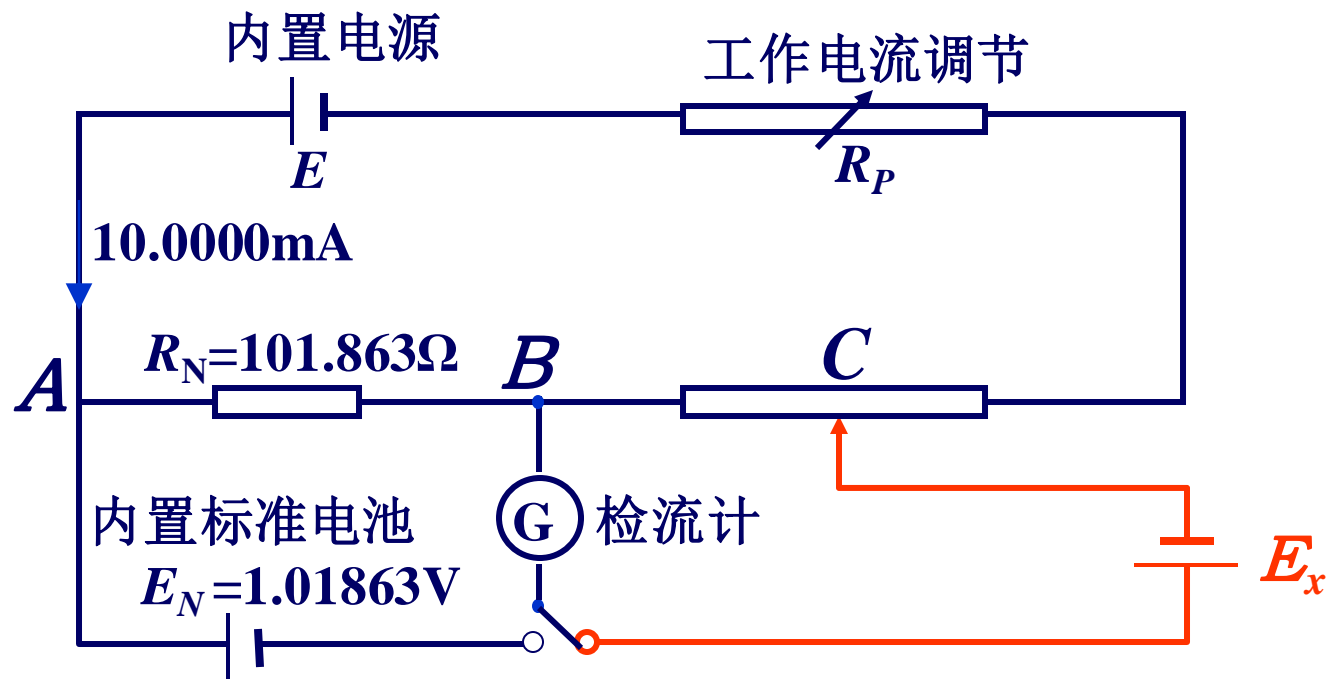 内置电源
工作电流调节
E
R_P
10.0000mA
R_N=101.863Ω
A
B
C
内置标准电池
G
检流计
E_N=1.01863V
E_x